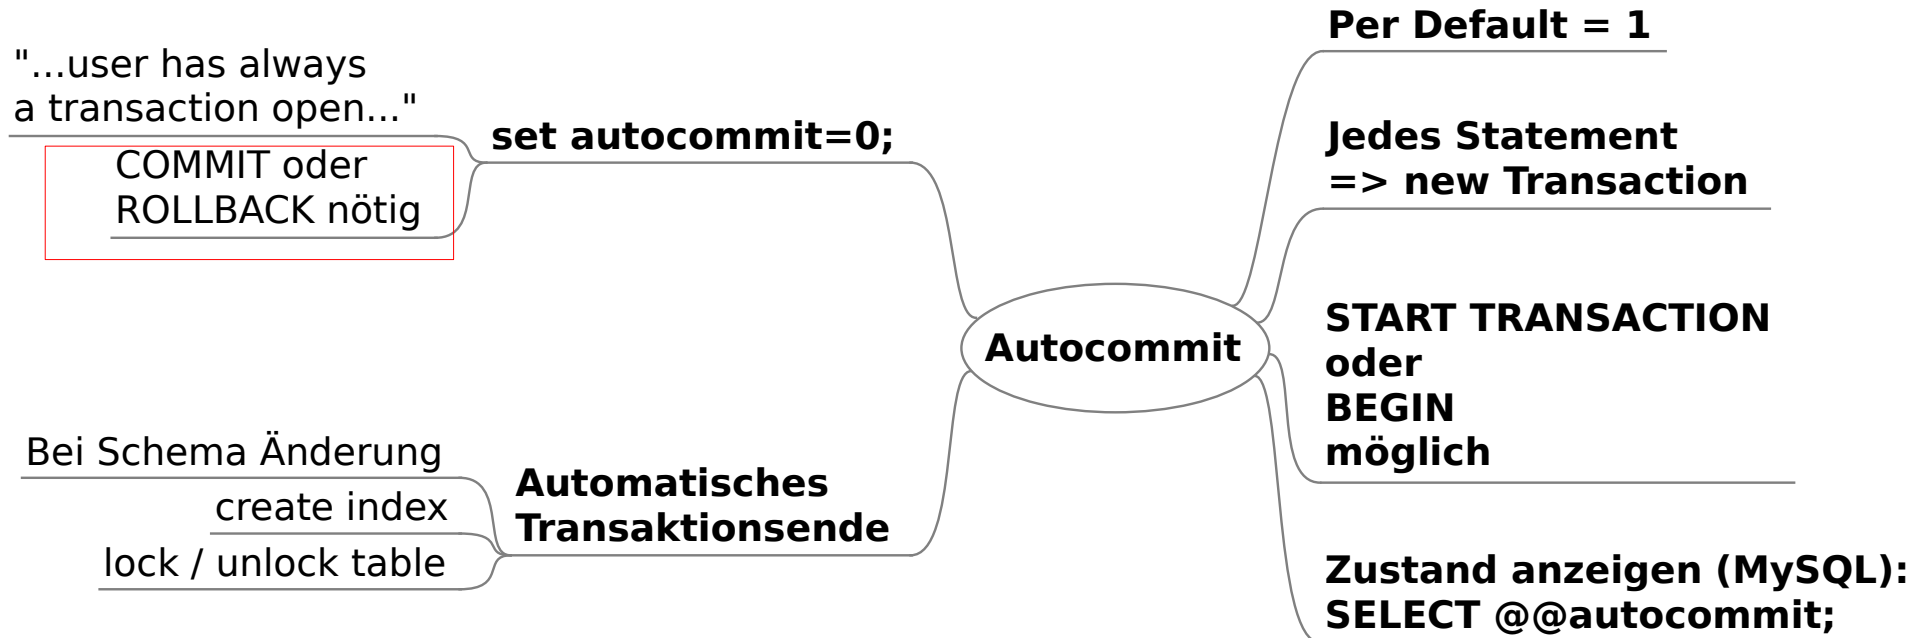 "...user has always
a transaction open..."
COMMIT oder
ROLLBACK nötig
set autocommit=0;
Bei Schema Änderung
create index
lock / unlock table
Automatisches
Transaktionsende
Autocommit
Per Default = 1
Jedes Statement
=> new Transaction
START TRANSACTION
oder
BEGIN
möglich
Zustand anzeigen (MySQL):
SELECT @@autocommit;